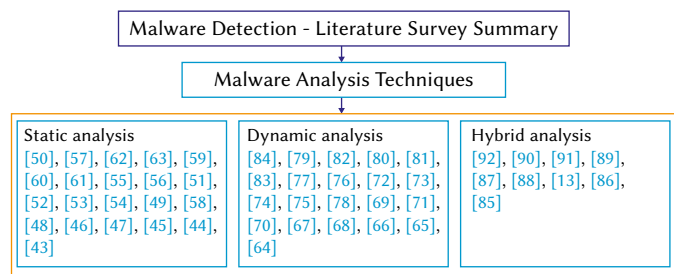 Malware Detection - Literature Survey Summary
Malware Analysis Techniques
Static analysis
[50], [57], [62], [63], [59],
[60], [61], [55], [56], [51],
[52], [53], [54], [49], [58],
[48], [46], [47], [45], [44],
[43]
Dynamic analysis
[84], [79], [82], [80], [81],
[83], [77], [76], [72], [73],
[74], [75], [78], [69], [71],
[70], [67], [68], [66], [65],
[64]
Hybrid analysis
[92], [90], [91], [89],
[87], [88], [13], [86],
[85]